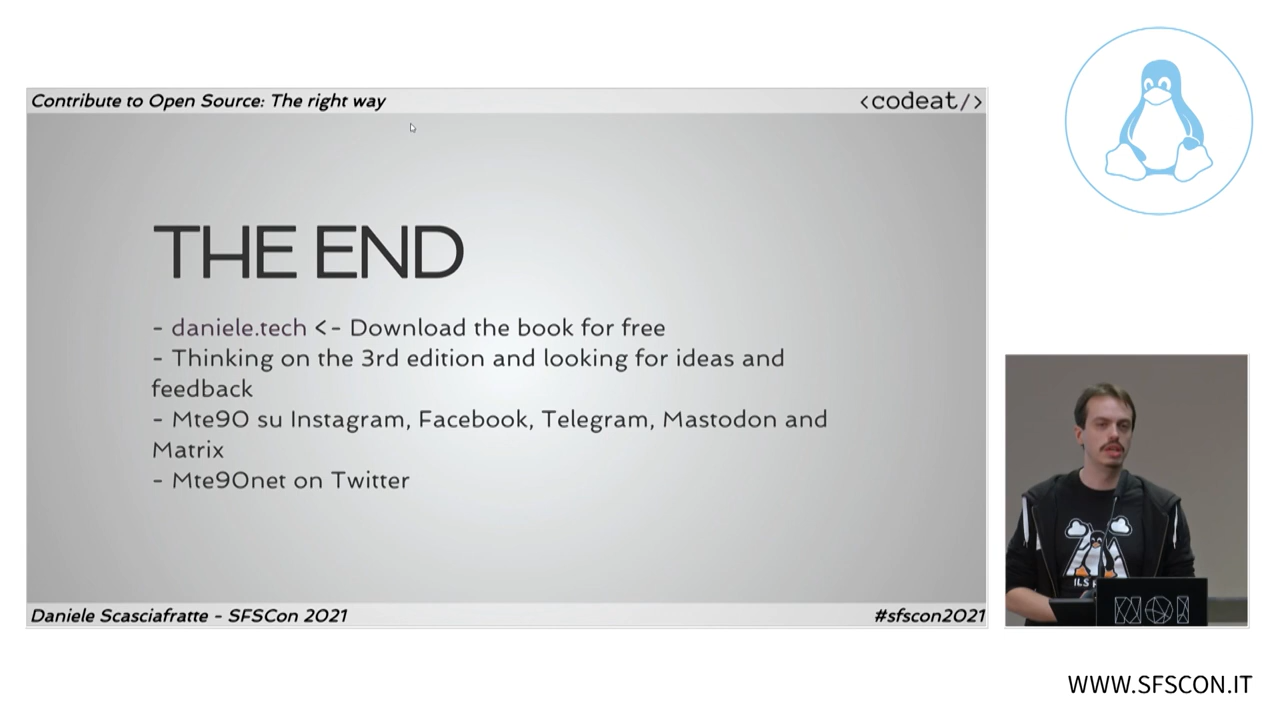 Contribute to Open Source: The right way
<codeat/>
THE END
- daniele.tech <- Download the book for free
- Thinking on the 3rd edition and looking for ideas and
feedback
- Mte90 su Instagram, Facebook, Telegram, Mastodon and
Matrix
- Mte90net on Twitter
Daniele Scasciafratte - SFSCon 2021
#sfscon2021
ILS
NOI
WWW.SFSCON.IT